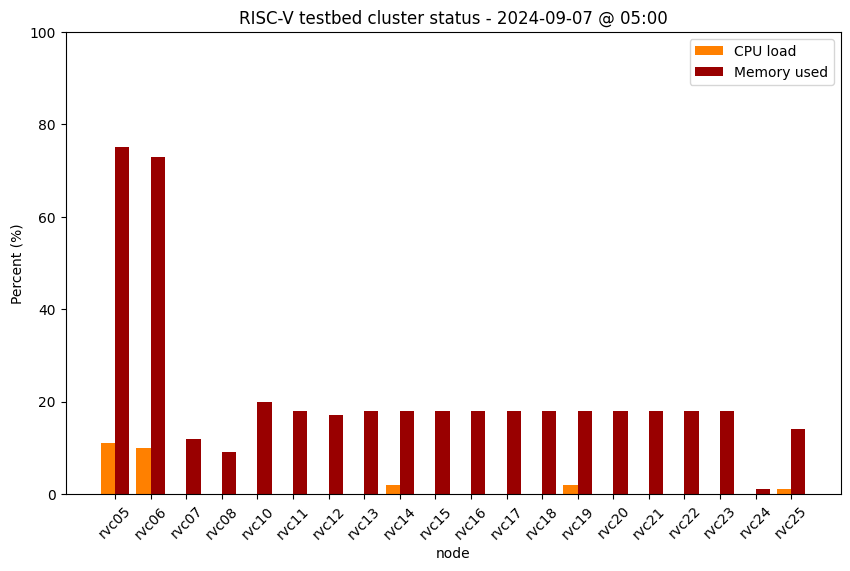 RISC-V testbed cluster status - 2024-09-07 @ 05:00
CPU load
Memory used
Percent (%)
100
80
60
40
20
0
rvc05 rvc06 rvc07 rvc08 rvc10 rvc11 rvc12 rvc13 rvc14 rvc15 rvc16 rvc17 rvc18 rvc19 rvc20 rvc21 rvc22 rvc23 rvc24 rvc25
node